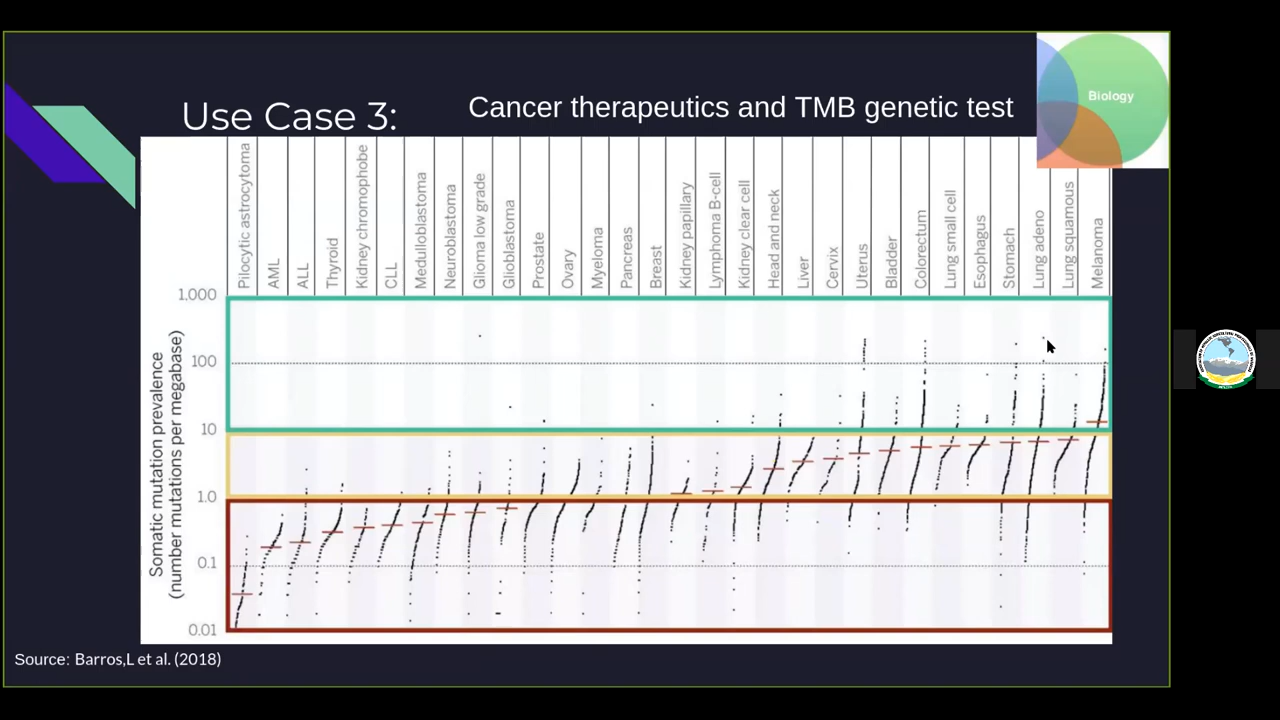 Biology
Use Case 3:
Cancer therapeutics and TMB genetic test
Pilocytic astrocytoma
AML
ALL
Thyroid
Kidney chromophobe
CLL
Medulloblastoma
Neuroblastoma
Glioma low grade
Glioblastoma
Prostate
Ovary
Myeloma
Pancreas
Breast
Kidney papillary
Lymphoma B-cell
Kidney clear cell
Head and neck
Liver
Cervix
Uterus
Bladder
Colorectum
Lung small cell
Esophagus
Stomach
Lung adeno
Lung squamous
Melanoma
Somatic mutation prevalence
(number mutations per megabase)
1.000
100
10
1.0
0.1
0.01
Source: Barros,L et al. (2018)